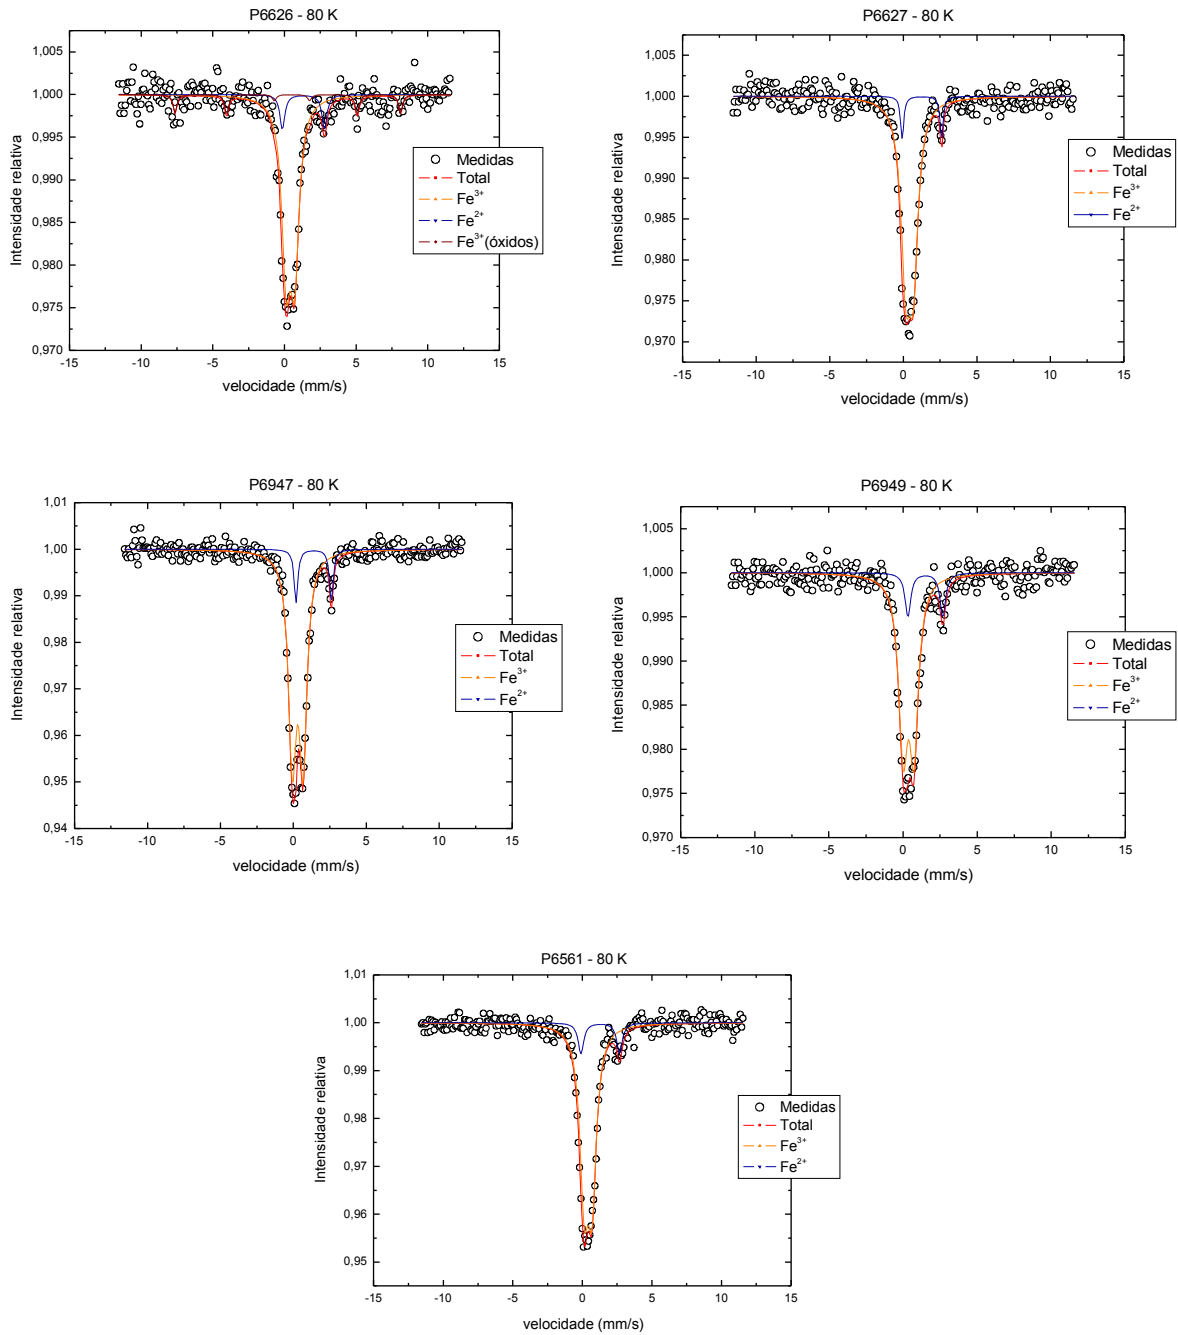 P6626 - 80 K
1,005
1,000
0,995
0,990
0,985
0,980
0,975
0,970
Intensidade relativa
-15 -10 -5 0 5 10 15
velocidade (mm/s)
Medidas
Total
Fe³⁺
Fe²⁺
Fe³⁺(óxidos)
P6627 - 80 K
1,005
1,000
0,995
0,990
0,985
0,980
0,975
0,970
Intensidade relativa
-15 -10 -5 0 5 10 15
velocidade (mm/s)
Medidas
Total
Fe³⁺
Fe²⁺
P6947 - 80 K
1,01
1,00
0,99
0,98
0,97
0,96
0,95
0,94
Intensidade relativa
-15 -10 -5 0 5 10 15
velocidade (mm/s)
Medidas
Total
Fe³⁺
Fe²⁺
P6949 - 80 K
1,005
1,000
0,995
0,990
0,985
0,980
0,975
0,970
Intensidade relativa
-15 -10 -5 0 5 10 15
velocidade (mm/s)
Medidas
Total
Fe³⁺
Fe²⁺
P6561 - 80 K
1,01
1,00
0,99
0,98
0,97
0,96
0,95
Intensidade relativa
-15 -10 -5 0 5 10 15
velocidade (mm/s)
Medidas
Total
Fe³⁺
Fe²⁺